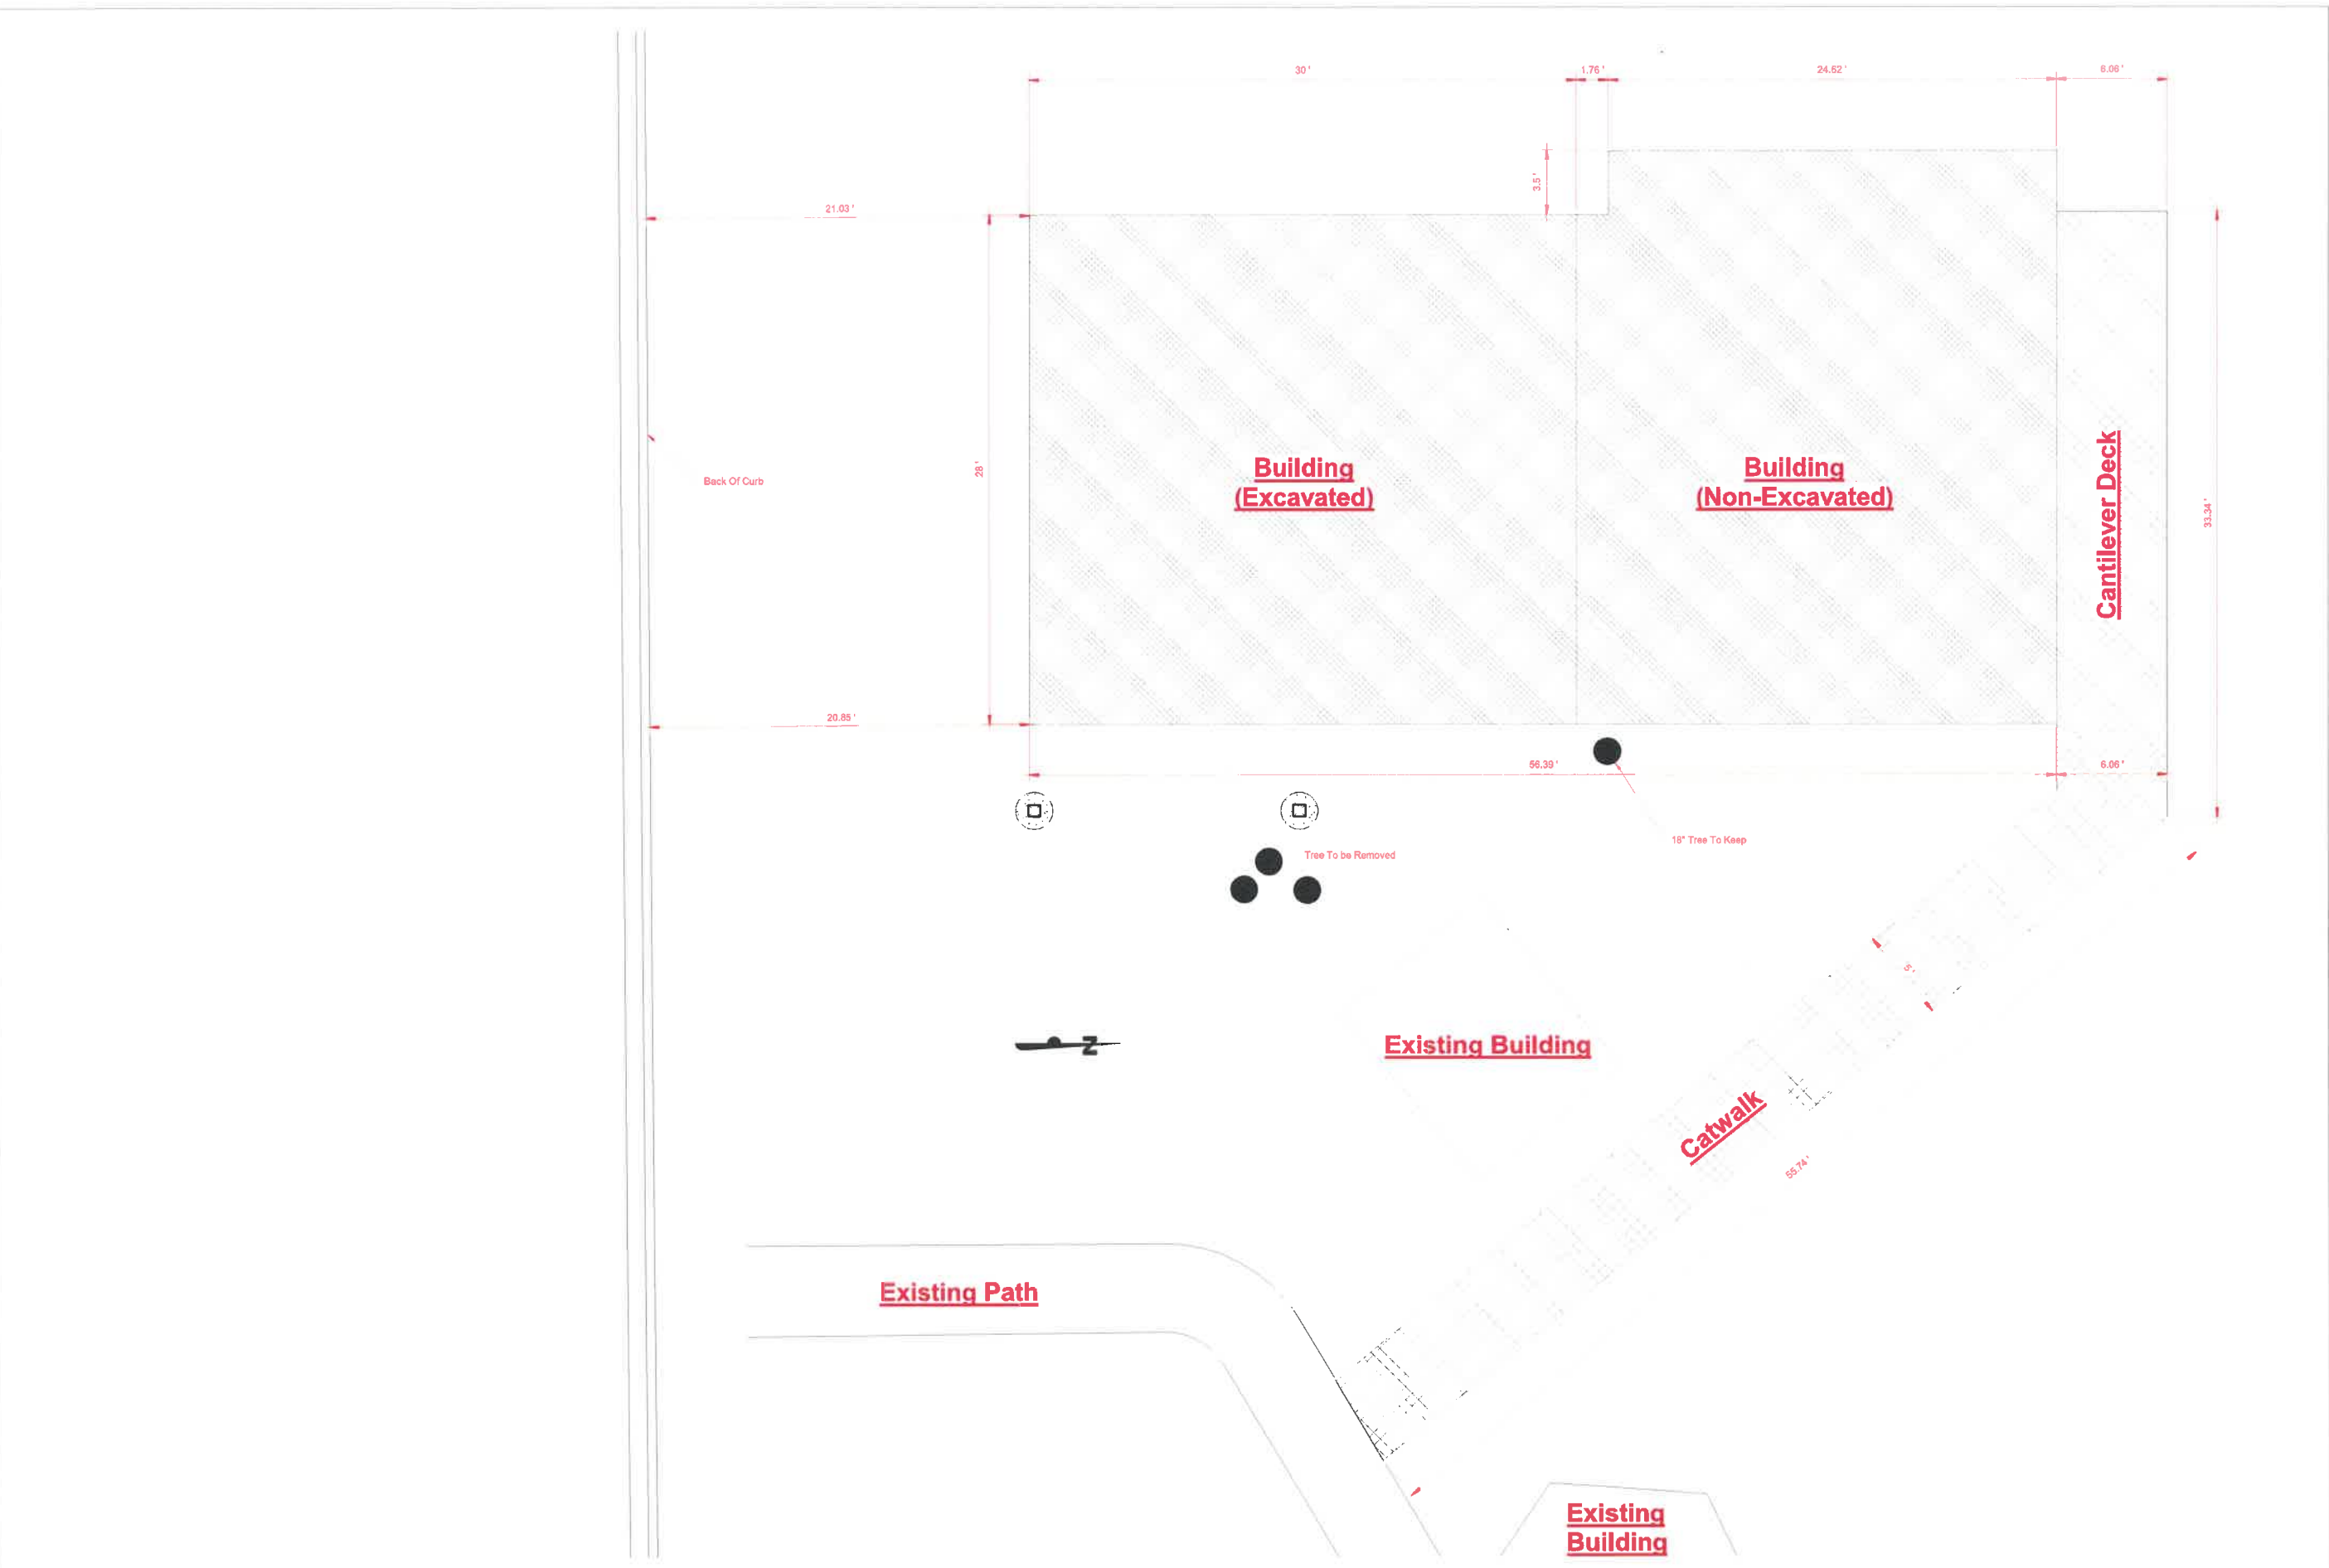 30 '
1.76 '
24.62 '
6.06 '
3.5 '
21.03 '
28 '
Back Of Curb
Building
(Excavated)
Building
(Non-Excavated)
Cantilever Deck
33.34 '
20.85 '
56.39 '
6.06 '
18" Tree To Keep
Tree To be Removed
5 '
N
Existing Building
Catwalk
55.74 '
Existing Path
Existing
Building